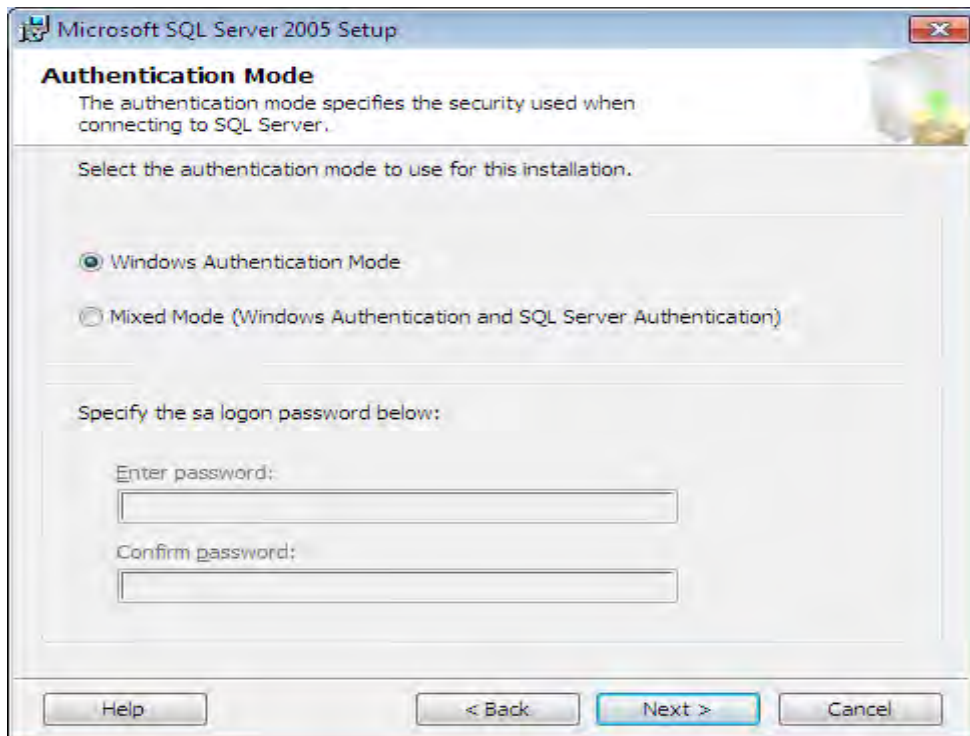 Microsoft SQL Server 2005 Setup
Authentication Mode
The authentication mode specifies the security used when
connecting to SQL Server.
Select the authentication mode to use for this installation.
Windows Authentication Mode
Mixed Mode (Windows Authentication and SQL Server Authentication)
Specify the sa logon password below:
Enter password:
Confirm password:
Help
< Back
Next >
Cancel